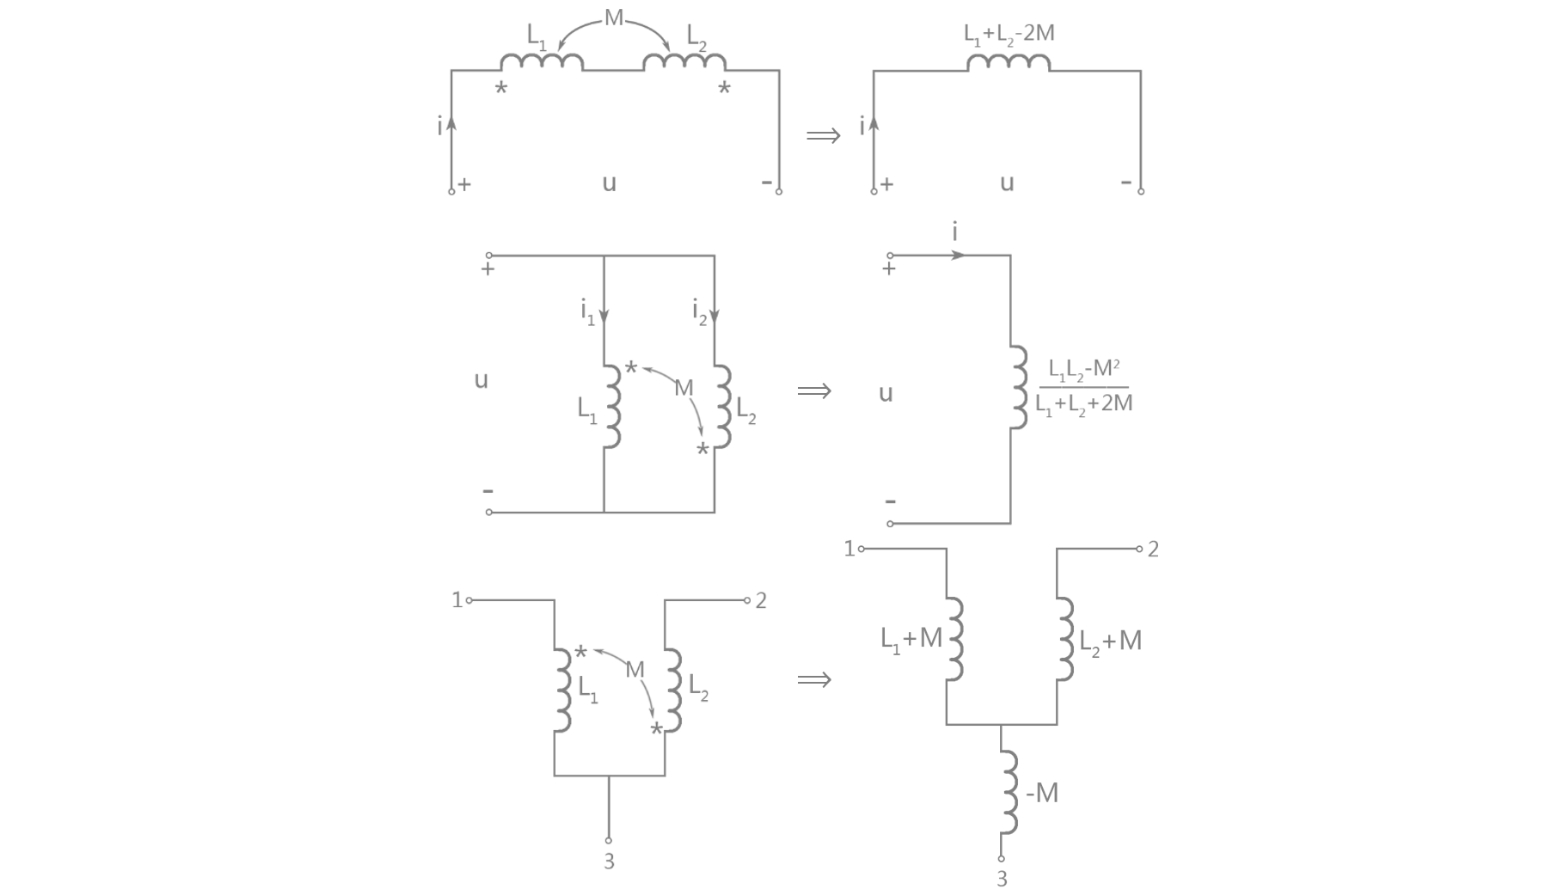 L₁ M L₂
* *
i
+ u -
⇒
L₁+L₂-2M
i
+ u -
+
i₁ i₂
u
* M *
L₁ L₂
-
⇒
i
+
u
L₁L₂-M²
L₁+L₂+2M
-
1 2
* M *
L₁ L₂
3
⇒
1 2
L₁+M L₂+M
-M
3